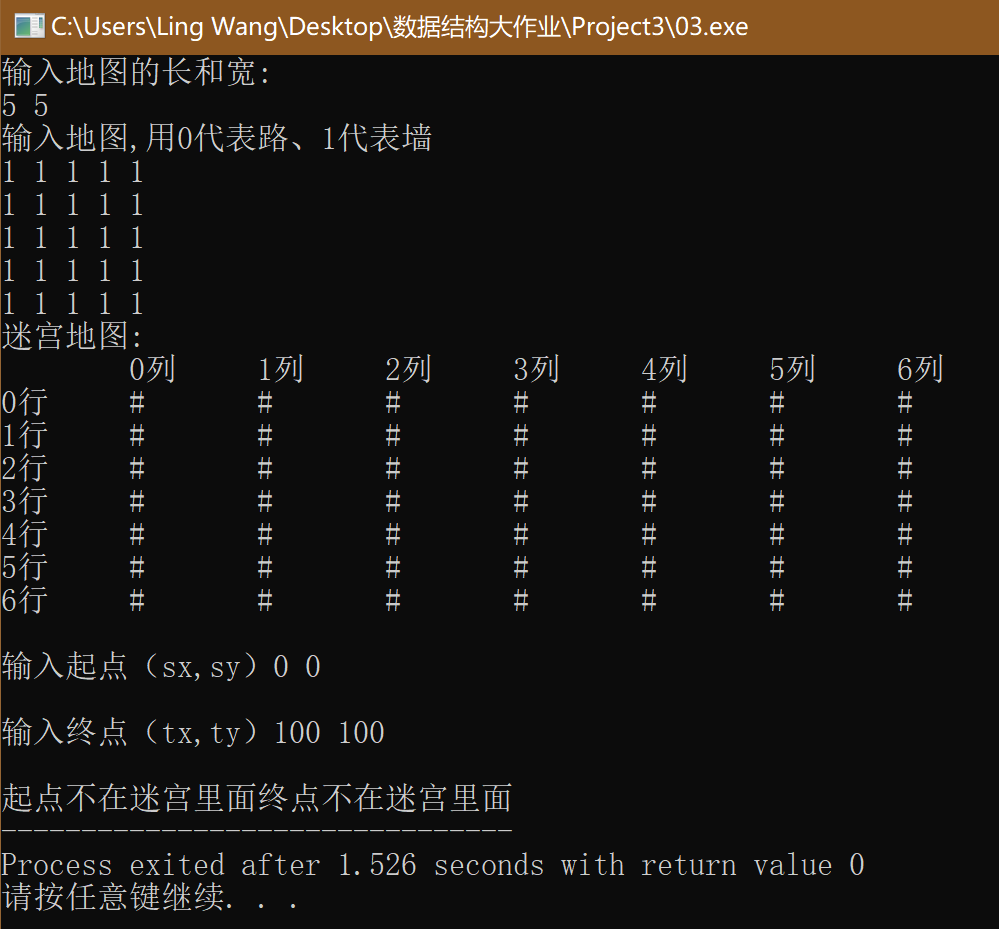 C:\Users\Ling Wang\Desktop\数据结构大作业\Project3\03.exe
输入地图的长和宽:
5 5
输入地图,用0代表路、1代表墙
1 1 1 1 1
1 1 1 1 1
1 1 1 1 1
1 1 1 1 1
1 1 1 1 1
迷宫地图:
0列 1列 2列 3列 4列 5列 6列
0行 # # # # # # #
1行 # # # # # # #
2行 # # # # # # #
3行 # # # # # # #
4行 # # # # # # #
5行 # # # # # # #
6行 # # # # # # #
输入起点（sx,sy）0 0
输入终点（tx,ty）100 100
起点不在迷宫里面终点不在迷宫里面
--------------------------------
Process exited after 1.526 seconds with return value 0
请按任意键继续. . .